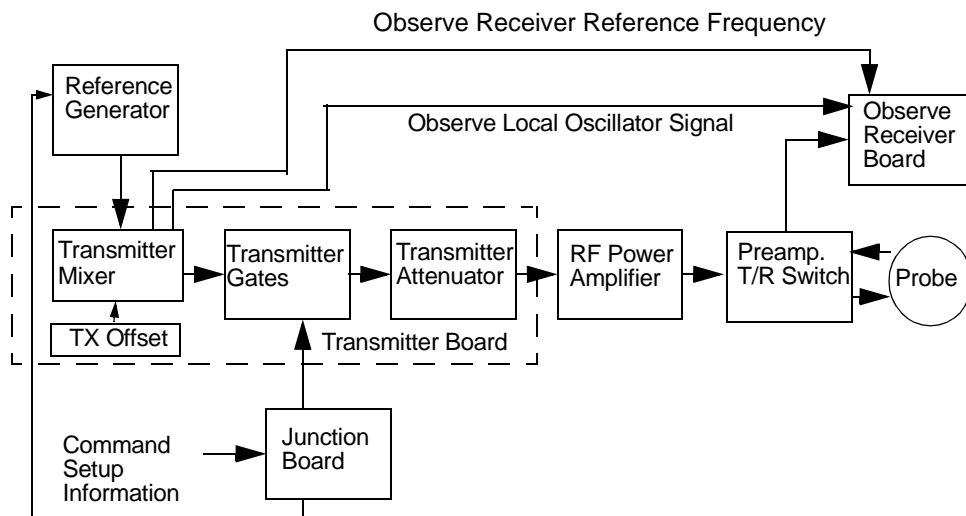 Observe Receiver Reference Frequency
Reference
Generator
Observe
Receiver
Board
Observe Local Oscillator Signal
Transmitter
Mixer
Transmitter
Gates
Transmitter
Attenuator
RF Power
Amplifier
Preamp.
T/R Switch
Probe
TX Offset
Transmitter Board
Command
Setup
Information
Junction
Board